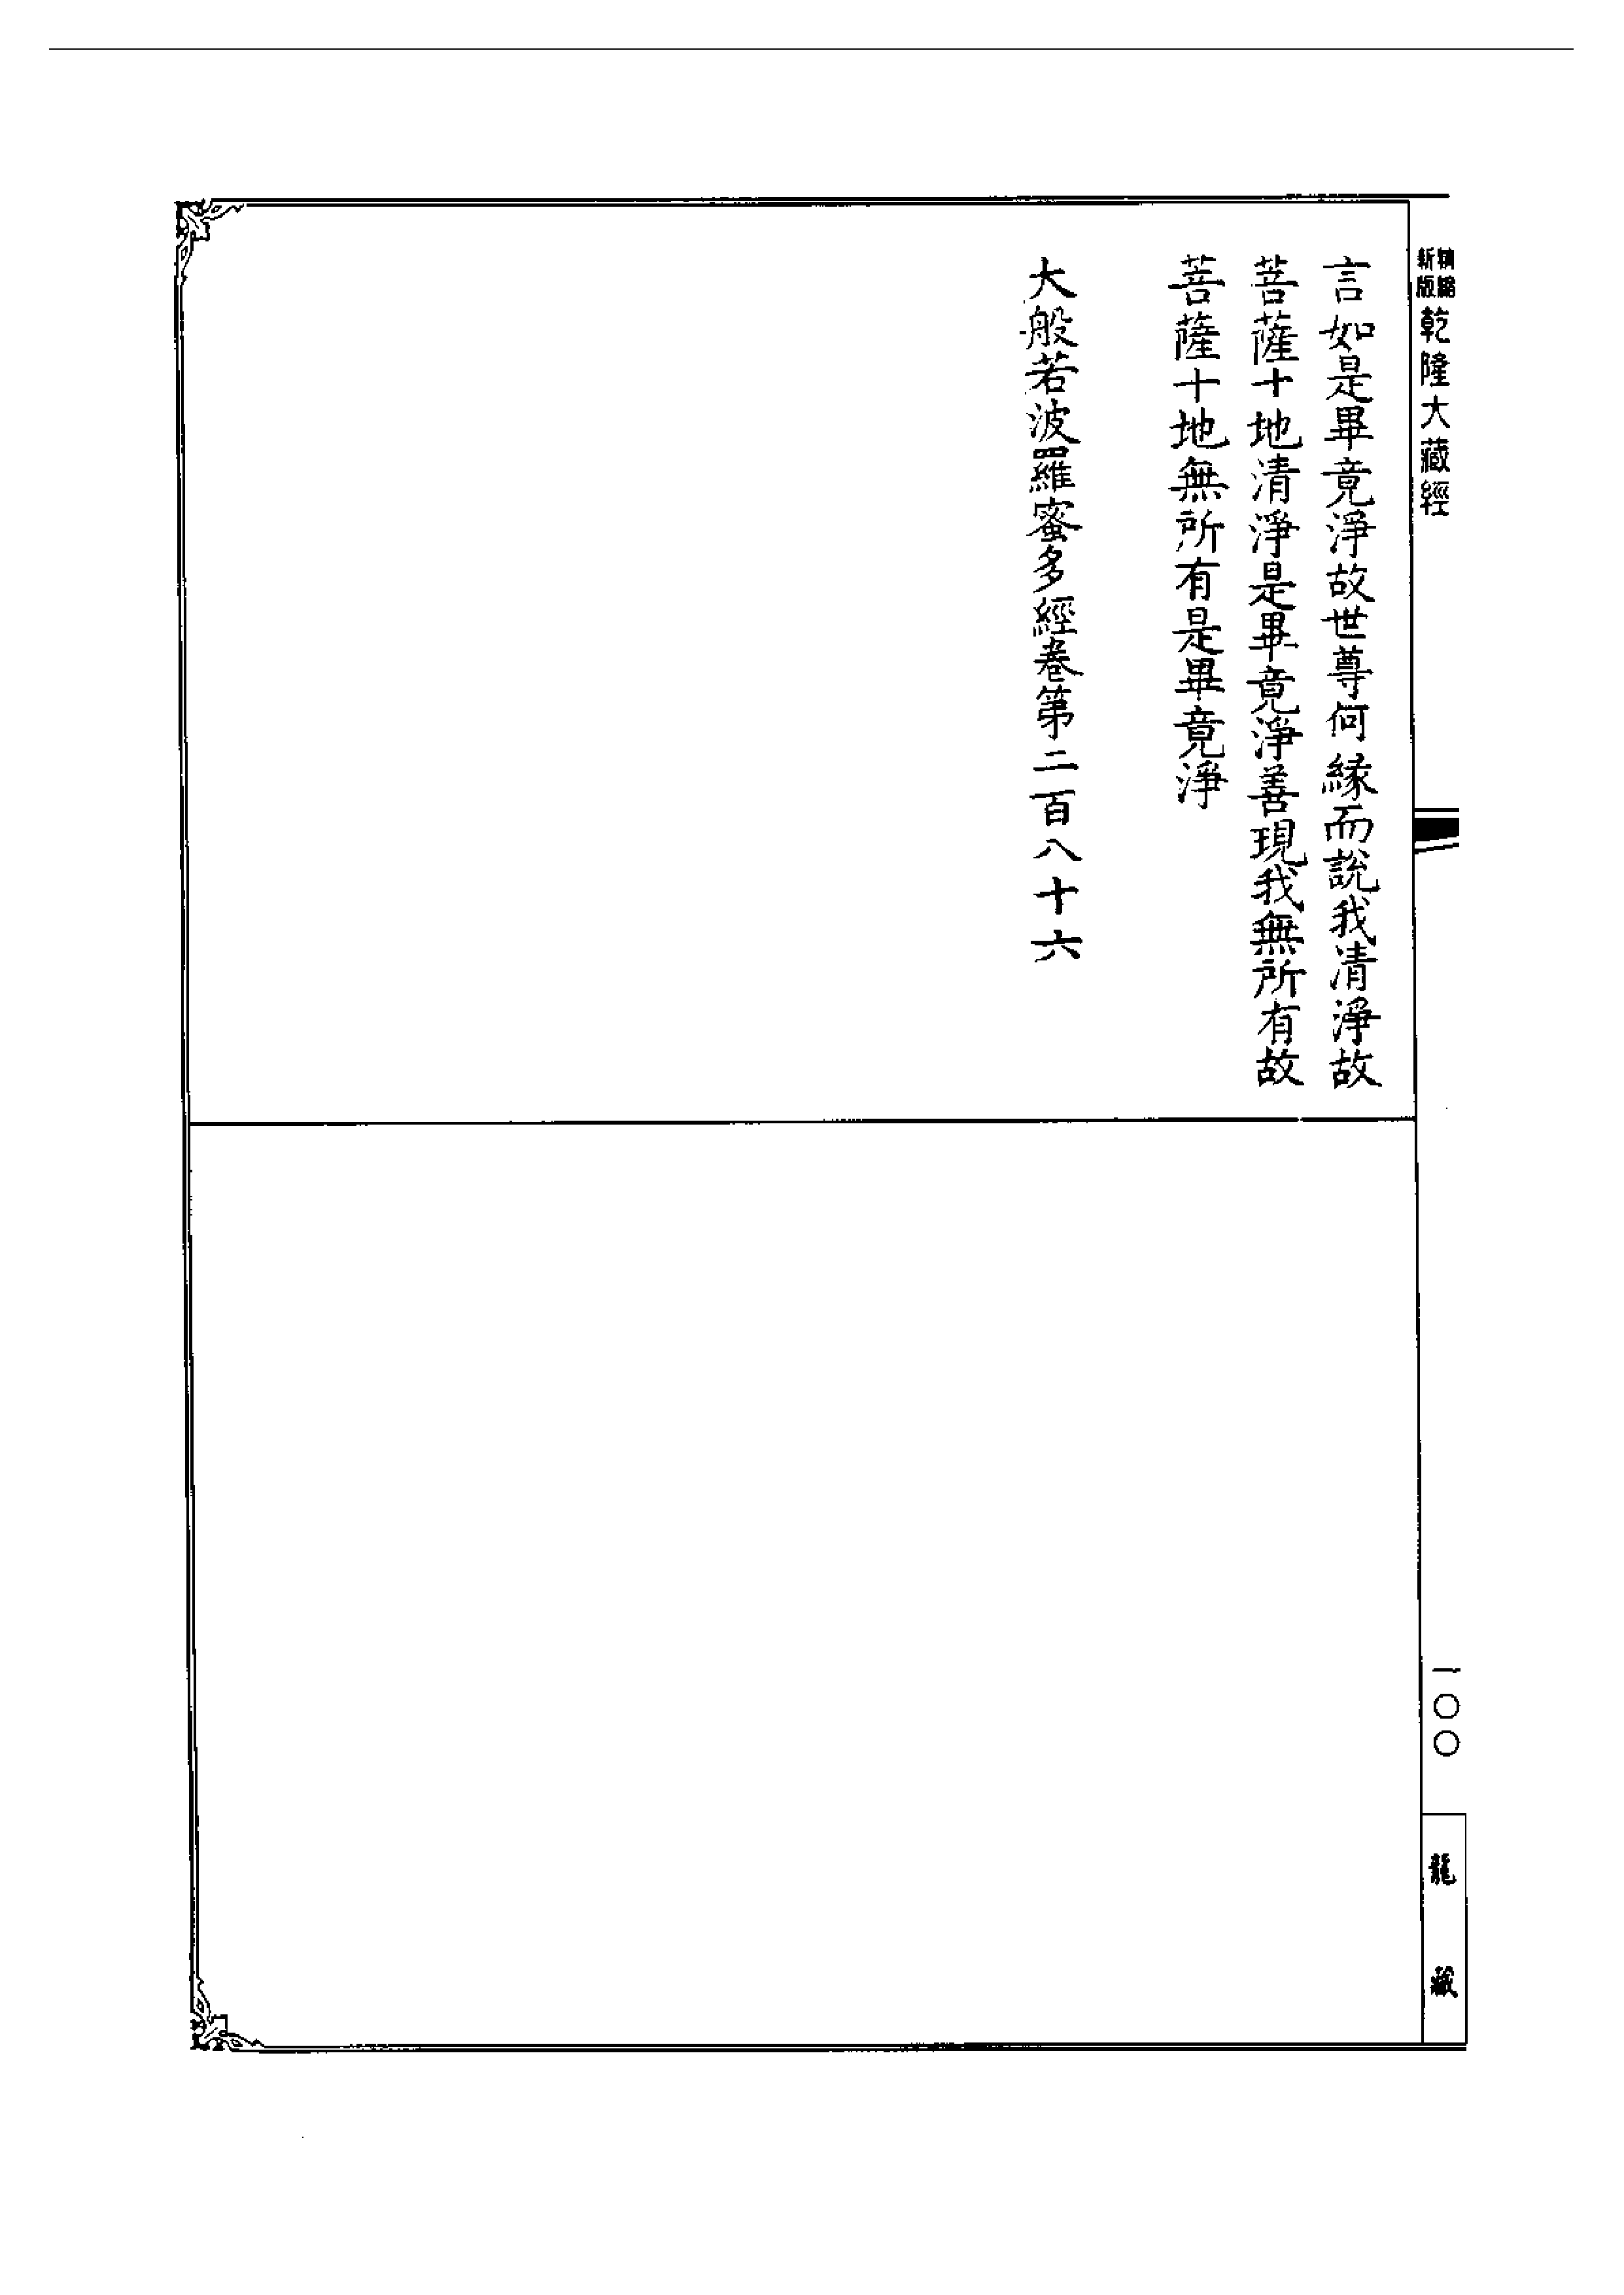 精縮新版乾隆大藏經
言如是畢竟淨故世尊何緣而說我清淨故
菩薩十地清淨是畢竟淨善現我無所有故
菩薩十地無所有是畢竟淨
大般若波羅蜜多經卷第二百八十六
一〇〇
龍藏